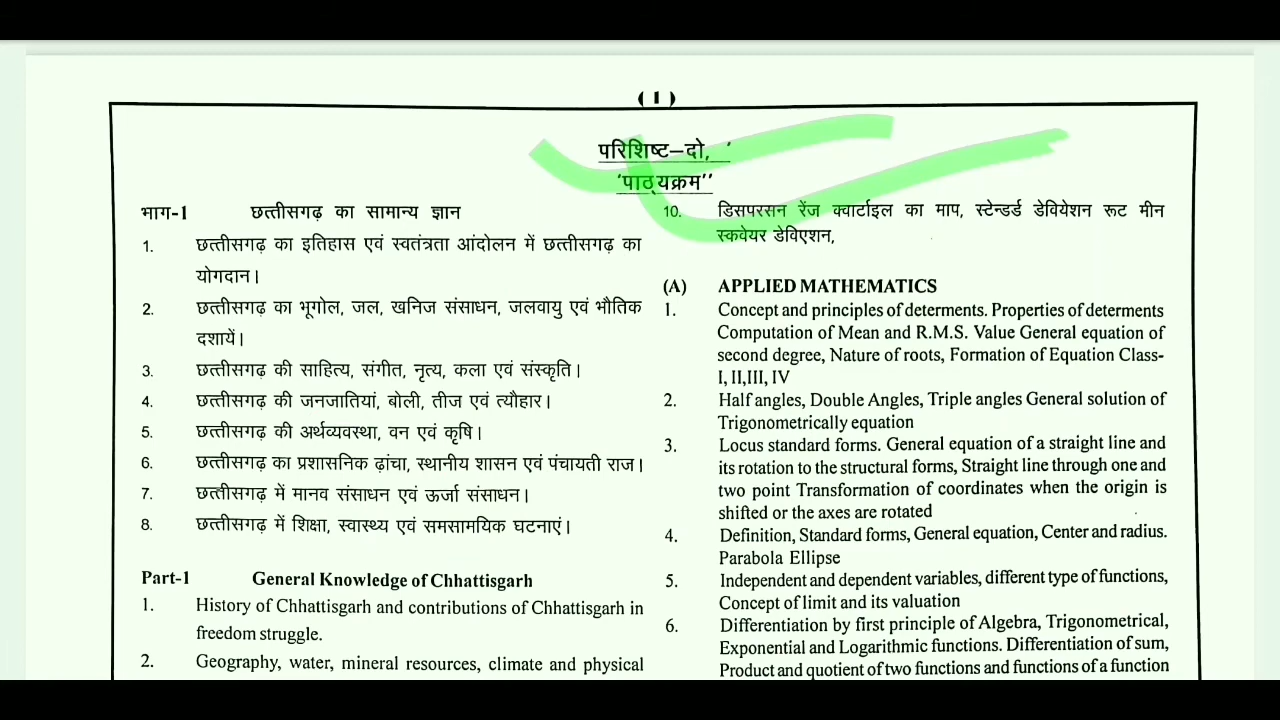 ( 1 )
परिशिष्ट–दो, '
'पाठ्यक्रम''
भाग-1 छत्तीसगढ़ का सामान्य ज्ञान
1. छत्तीसगढ़ का इतिहास एवं स्वतंत्रता आंदोलन में छत्तीसगढ़ का
योगदान।
2. छत्तीसगढ़ का भूगोल, जल, खनिज संसाधन, जलवायु एवं भौतिक
दशायें।
3. छत्तीसगढ़ की साहित्य, संगीत, नृत्य, कला एवं संस्कृति।
4. छत्तीसगढ़ की जनजातियां, बोली, तीज एवं त्यौहार।
5. छत्तीसगढ़ की अर्थव्यवस्था, वन एवं कृषि।
6. छत्तीसगढ़ का प्रशासनिक ढ़ांचा, स्थानीय शासन एवं पंचायती राज।
7. छत्तीसगढ़ में मानव संसाधन एवं ऊर्जा संसाधन।
8. छत्तीसगढ़ में शिक्षा, स्वास्थ्य एवं समसामयिक घटनाएं।
Part-1 General Knowledge of Chhattisgarh
1. History of Chhattisgarh and contributions of Chhattisgarh in
freedom struggle.
2. Geography, water, mineral resources, climate and physical
10. डिसपरसन रेंज क्वार्टाइल का माप, स्टेन्डर्ड डेवियेशन रूट मीन
स्कवेयर डेविएशन,
(A) APPLIED MATHEMATICS
1. Concept and principles of determents. Properties of determents
Computation of Mean and R.M.S. Value General equation of
second degree, Nature of roots, Formation of Equation Class-
I, II,III, IV
2. Half angles, Double Angles, Triple angles General solution of
Trigonometrically equation
3. Locus standard forms. General equation of a straight line and
its rotation to the structural forms, Straight line through one and
two point Transformation of coordinates when the origin is
shifted or the axes are rotated
4. Definition, Standard forms, General equation, Center and radius.
Parabola Ellipse
5. Independent and dependent variables, different type of functions,
Concept of limit and its valuation
6. Differentiation by first principle of Algebra, Trigonometrical,
Exponential and Logarithmic functions. Differentiation of sum,
Product and quotient of two functions and functions of a function